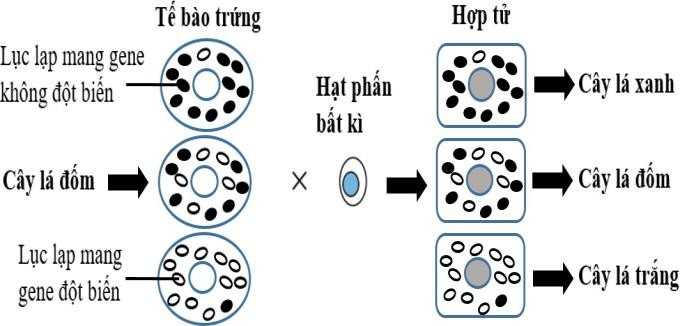 Tế bào trứng
Hợp tử
Lục lạp mang gene
không đột biến
Hạt phấn
bất kì
Cây lá xanh
Cây lá đốm
×
Cây lá đốm
Lục lạp mang
gene đột biến
Cây lá trắng